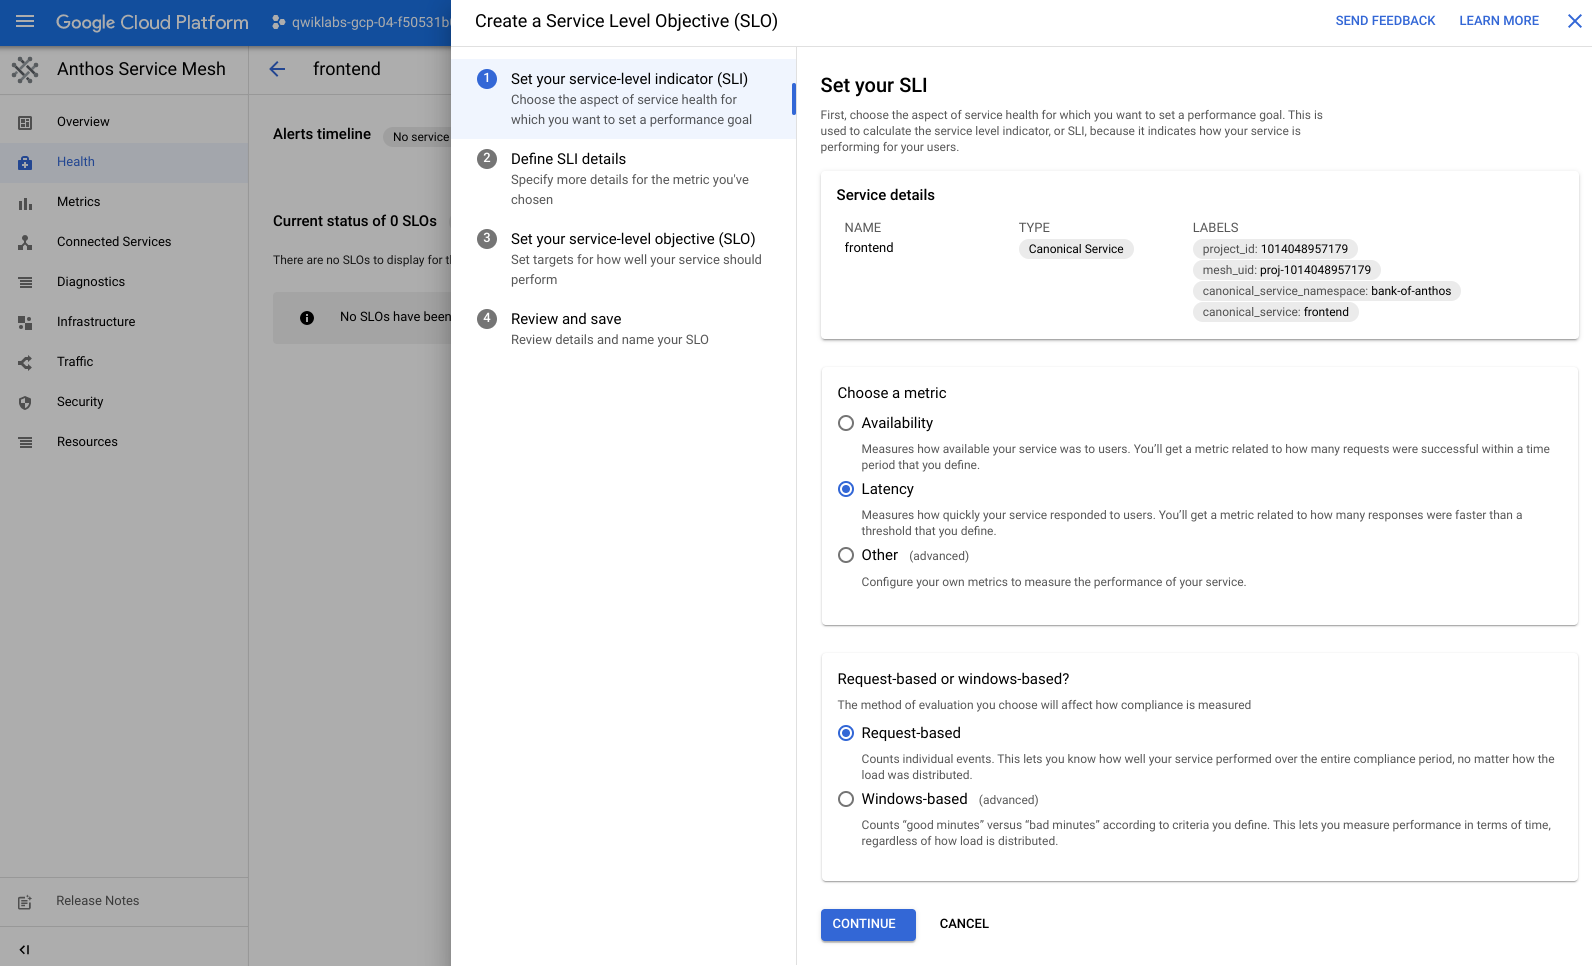 Google Cloud Platform
qwiklabs-gcp-04-f50531b
Anthos Service Mesh
Overview
Health
Metrics
Connected Services
Diagnostics
Infrastructure
Traffic
Security
Resources
Release Notes
frontend
Alerts timeline
No service
Current status of 0 SLOs
There are no SLOs to display for
No SLOs have been
Create a Service Level Objective (SLO)
SEND FEEDBACK
LEARN MORE
1
Set your service-level indicator (SLI)
Choose the aspect of service health for
which you want to set a performance goal
2
Define SLI details
Specify more details for the metric you've
chosen
3
Set your service-level objective (SLO)
Set targets for how well your service should
perform
4
Review and save
Review details and name your SLO
Set your SLI
First, choose the aspect of service health for which you want to set a performance goal. This is
used to calculate the service level indicator, or SLI, because it indicates how your service is
performing for your users.
Service details
NAME
frontend
TYPE
Canonical Service
LABELS
project_id: 1014048957179
mesh_uid: proj-1014048957179
canonical_service_namespace: bank-of-anthos
canonical_service: frontend
Choose a metric
Availability
Measures how available your service was to users. You’ll get a metric related to how many requests were successful within a time
period that you define.
Latency
Measures how quickly your service responded to users. You’ll get a metric related to how many responses were faster than a
threshold that you define.
Other (advanced)
Configure your own metrics to measure the performance of your service.
Request-based or windows-based?
The method of evaluation you choose will affect how compliance is measured
Request-based
Counts individual events. This lets you know how well your service performed over the entire compliance period, no matter how the
load was distributed.
Windows-based (advanced)
Counts “good minutes” versus “bad minutes” according to criteria you define. This lets you measure performance in terms of time,
regardless of how load is distributed.
CONTINUE
CANCEL